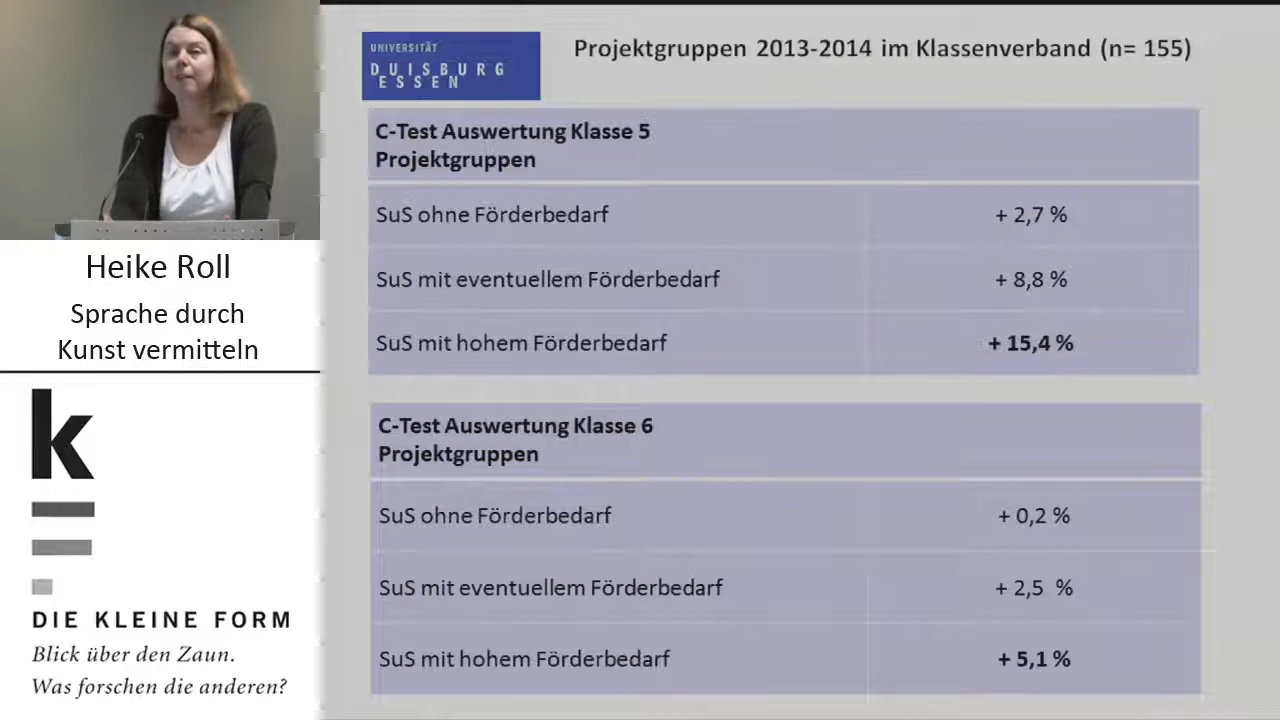 Heike Roll
Sprache durch
Kunst vermitteln
k
DIE KLEINE FORM
Blick über den Zaun.
Was forschen die anderen?
UNIVERSITÄT
DUISBURG
ESSEN
Projektgruppen 2013-2014 im Klassenverband (n= 155)
C-Test Auswertung Klasse 5
Projektgruppen
SuS ohne Förderbedarf + 2,7 %
SuS mit eventuellem Förderbedarf + 8,8 %
SuS mit hohem Förderbedarf + 15,4 %
C-Test Auswertung Klasse 6
Projektgruppen
SuS ohne Förderbedarf + 0,2 %
SuS mit eventuellem Förderbedarf + 2,5 %
SuS mit hohem Förderbedarf + 5,1 %